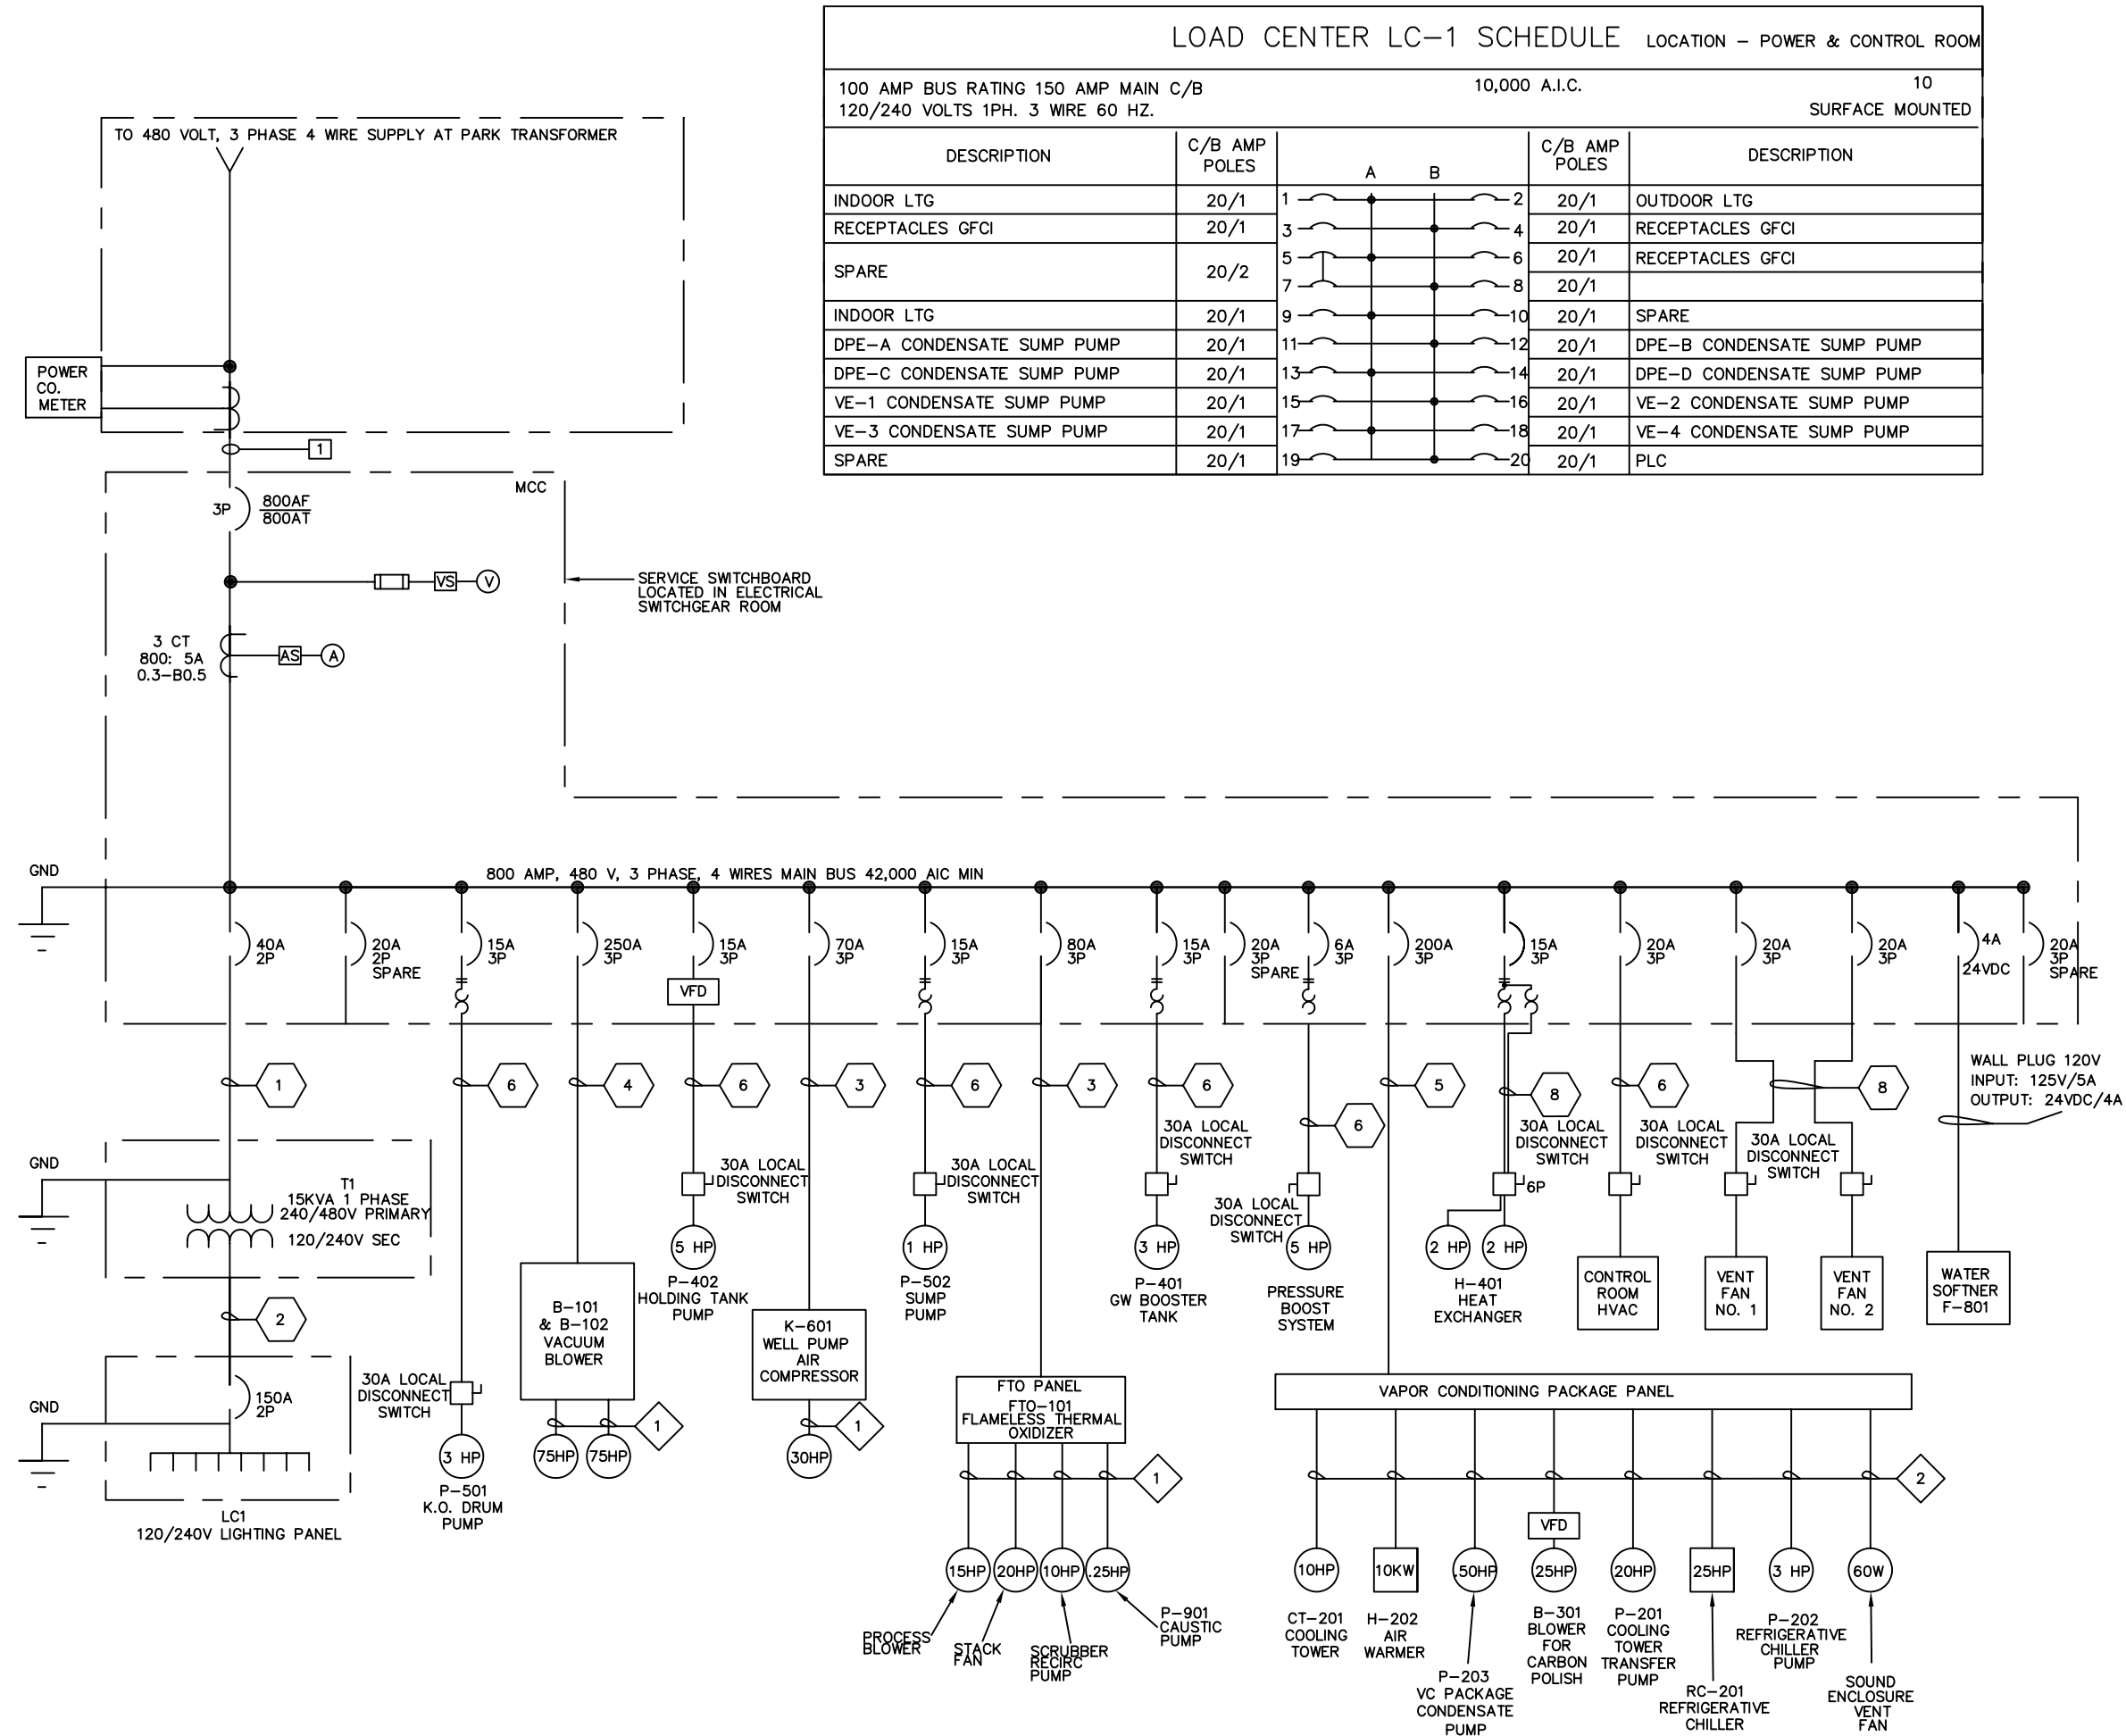 LOAD CENTER LC-1 SCHEDULE LOCATION - POWER & CONTROL ROOM
100 AMP BUS RATING 150 AMP MAIN C/B 10,000 A.I.C. 10
120/240 VOLTS 1PH. 3 WIRE 60 HZ. SURFACE MOUNTED
DESCRIPTION C/B AMP POLES A B C/B AMP POLES DESCRIPTION
INDOOR LTG 20/1 1 2 20/1 OUTDOOR LTG
RECEPTACLES GFCI 20/1 3 4 20/1 RECEPTACLES GFCI
SPARE 20/2 5 6 20/1 RECEPTACLES GFCI
7 8 20/1
INDOOR LTG 20/1 9 10 20/1 SPARE
DPE-A CONDENSATE SUMP PUMP 20/1 11 12 20/1 DPE-B CONDENSATE SUMP PUMP
DPE-C CONDENSATE SUMP PUMP 20/1 13 14 20/1 DPE-D CONDENSATE SUMP PUMP
VE-1 CONDENSATE SUMP PUMP 20/1 15 16 20/1 VE-2 CONDENSATE SUMP PUMP
VE-3 CONDENSATE SUMP PUMP 20/1 17 18 20/1 VE-4 CONDENSATE SUMP PUMP
SPARE 20/1 19 20 20/1 PLC
TO 480 VOLT, 3 PHASE 4 WIRE SUPPLY AT PARK TRANSFORMER
POWER
CO.
METER
1
MCC
3P
800AF
800AT
VS
V
SERVICE SWITCHBOARD
LOCATED IN ELECTRICAL
SWITCHGEAR ROOM
3 CT
800: 5A
0.3-B0.5
AS
A
GND
800 AMP, 480 V, 3 PHASE, 4 WIRES MAIN BUS 42,000 AIC MIN
40A
2P
20A
2P
SPARE
15A
3P
250A
3P
15A
3P
VFD
70A
3P
15A
3P
80A
3P
15A
3P
20A
3P
SPARE
6A
3P
200A
3P
15A
3P
20A
3P
20A
3P
20A
3P
4A
24VDC
20A
3P
SPARE
1
6
4
6
3
6
3
6
6
5
8
6
8
WALL PLUG 120V
INPUT: 125V/5A
OUTPUT: 24VDC/4A
GND
T1
15KVA 1 PHASE
240/480V PRIMARY
120/240V SEC
2
GND
150A
2P
LC1
120/240V LIGHTING PANEL
30A LOCAL
DISCONNECT
SWITCH
3 HP
P-501
K.O. DRUM
PUMP
B-101
& B-102
VACUUM
BLOWER
75HP
75HP
1
30A LOCAL
DISCONNECT
SWITCH
5 HP
P-402
HOLDING TANK
PUMP
K-601
WELL PUMP
AIR
COMPRESSOR
30HP
1
30A LOCAL
DISCONNECT
SWITCH
1 HP
P-502
SUMP
PUMP
FTO PANEL
FTO-101
FLAMELESS THERMAL
OXIDIZER
1
15HP
20HP
10HP
.25HP
PROCESS
BLOWER
STACK
FAN
SCRUBBER
RECIRC
PUMP
P-901
CAUSTIC
PUMP
30A LOCAL
DISCONNECT
SWITCH
3 HP
P-401
GW BOOSTER
TANK
30A LOCAL
DISCONNECT
SWITCH
5 HP
PRESSURE
BOOST
SYSTEM
30A LOCAL
DISCONNECT
SWITCH
6P
2 HP
2 HP
H-401
HEAT
EXCHANGER
30A LOCAL
DISCONNECT
SWITCH
CONTROL
ROOM
HVAC
30A LOCAL
DISCONNECT
SWITCH
VENT
FAN
NO. 1
VENT
FAN
NO. 2
WATER
SOFTNER
F-801
VAPOR CONDITIONING PACKAGE PANEL
2
10HP
10KW
.50HP
VFD
25HP
20HP
25HP
3 HP
60W
CT-201
COOLING
TOWER
H-202
AIR
WARMER
P-203
VC PACKAGE
CONDENSATE
PUMP
B-301
BLOWER
FOR
CARBON
POLISH
P-201
COOLING
TOWER
TRANSFER
PUMP
RC-201
REFRIGERATIVE
CHILLER
P-202
REFRIGERATIVE
CHILLER
PUMP
SOUND
ENCLOSURE
VENT
FAN